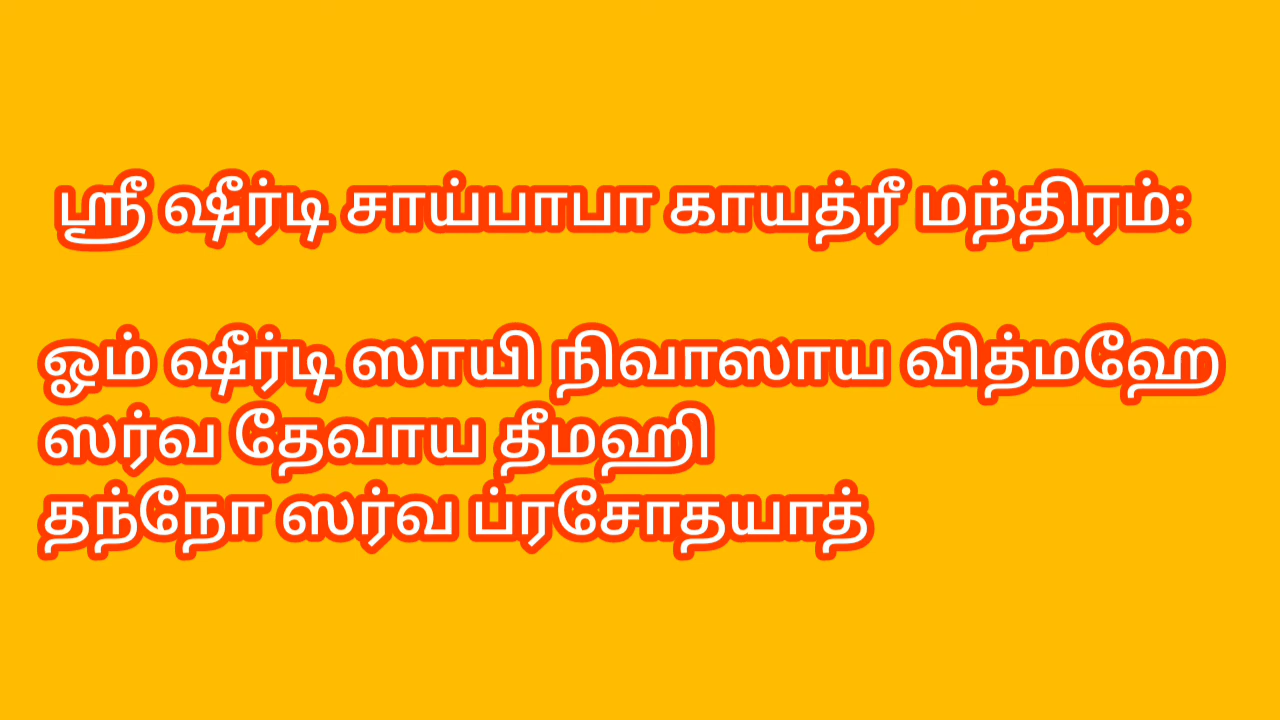 ஸ்ரீ ஷீர்டி சாய்பாபா காயத்ரீ மந்திரம்:
ஓம் ஷீர்டி ஸாயி நிவாஸாய வித்மஹே
ஸர்வ தேவாய தீமஹி
தந்நோ ஸர்வ ப்ரசோதயாத்